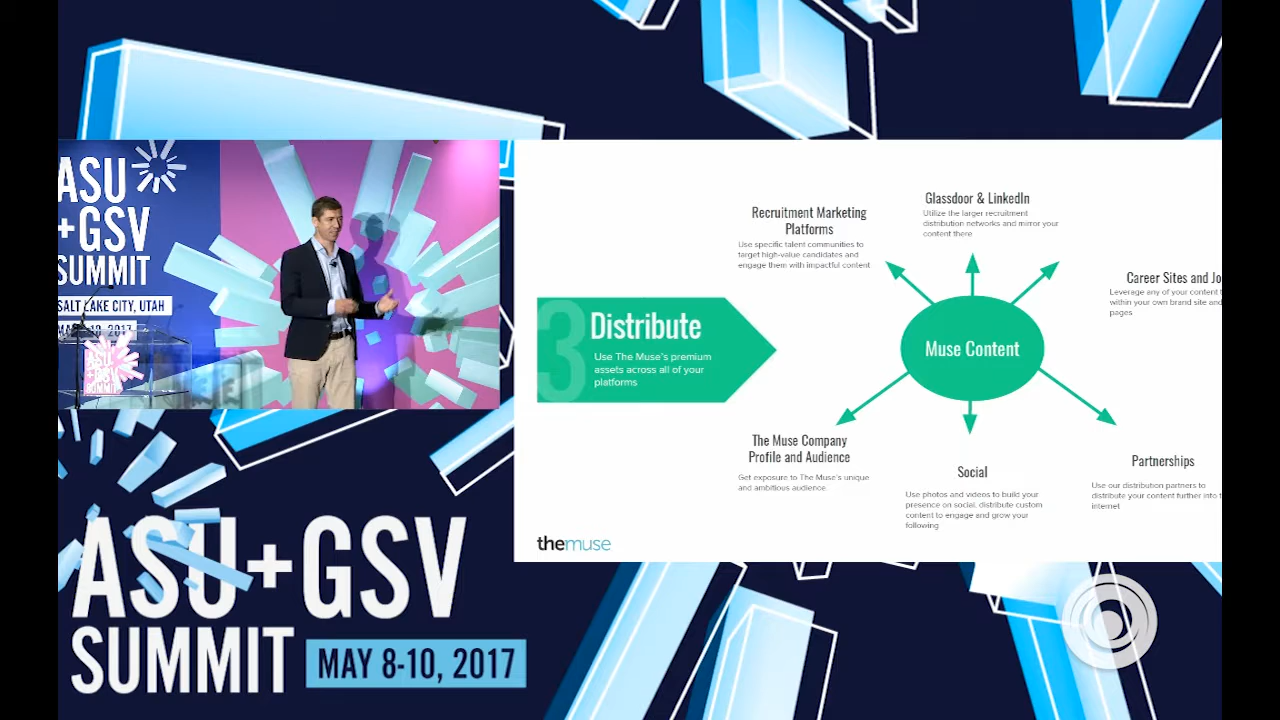 ASU
+GSV
SUMMIT
SALT LAKE CITY, UTAH
2017
ASU
+GSV
SUMMIT
Recruitment Marketing
Platforms
Use specific talent communities to
target high-value candidates and
engage them with impactful content
Glassdoor & LinkedIn
Utilize the larger recruitment
distribution networks and mirror your
content there.
Career Sites and Jo
Leverage any of your content
within your own brand site and
pages
3
Distribute
Use The Muse's premium
assets across all of your
platforms
Muse Content
The Muse Company
Profile and Audience
Get exposure to The Muse's unique
and ambitious audience.
Social
Use photos and videos to build your
presence on social, distribute custom
content to engage and grow your
following
Partnerships
Use our distribution partners to
distribute your content further into
internet
themuse
ASU+GSV
SUMMIT
MAY 8-10, 2017